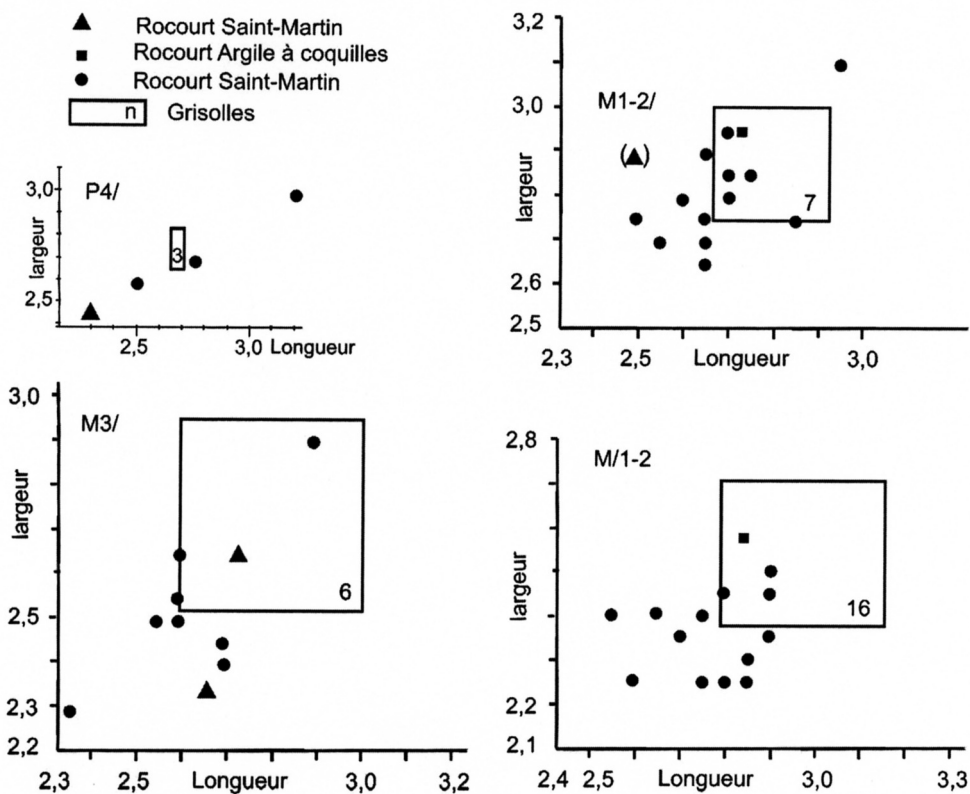 Rocourt Saint-Martin
Rocourt Argile à coquilles
Rocourt Saint-Martin
n Grisolles
P4/
3,0
2,5
largeur
3
2,5 3,0 Longueur
M1-2/
3,2
3,0
2,6
2,5
largeur
( )
7
2,3 2,5 Longueur 3,0
M3/
3,0
2,5
2,3
2,2
largeur
6
2,3 2,5 Longueur 3,0 3,2
M/1-2
2,8
2,2
2,1
largeur
16
2,4 2,5 Longueur 3,0 3,3